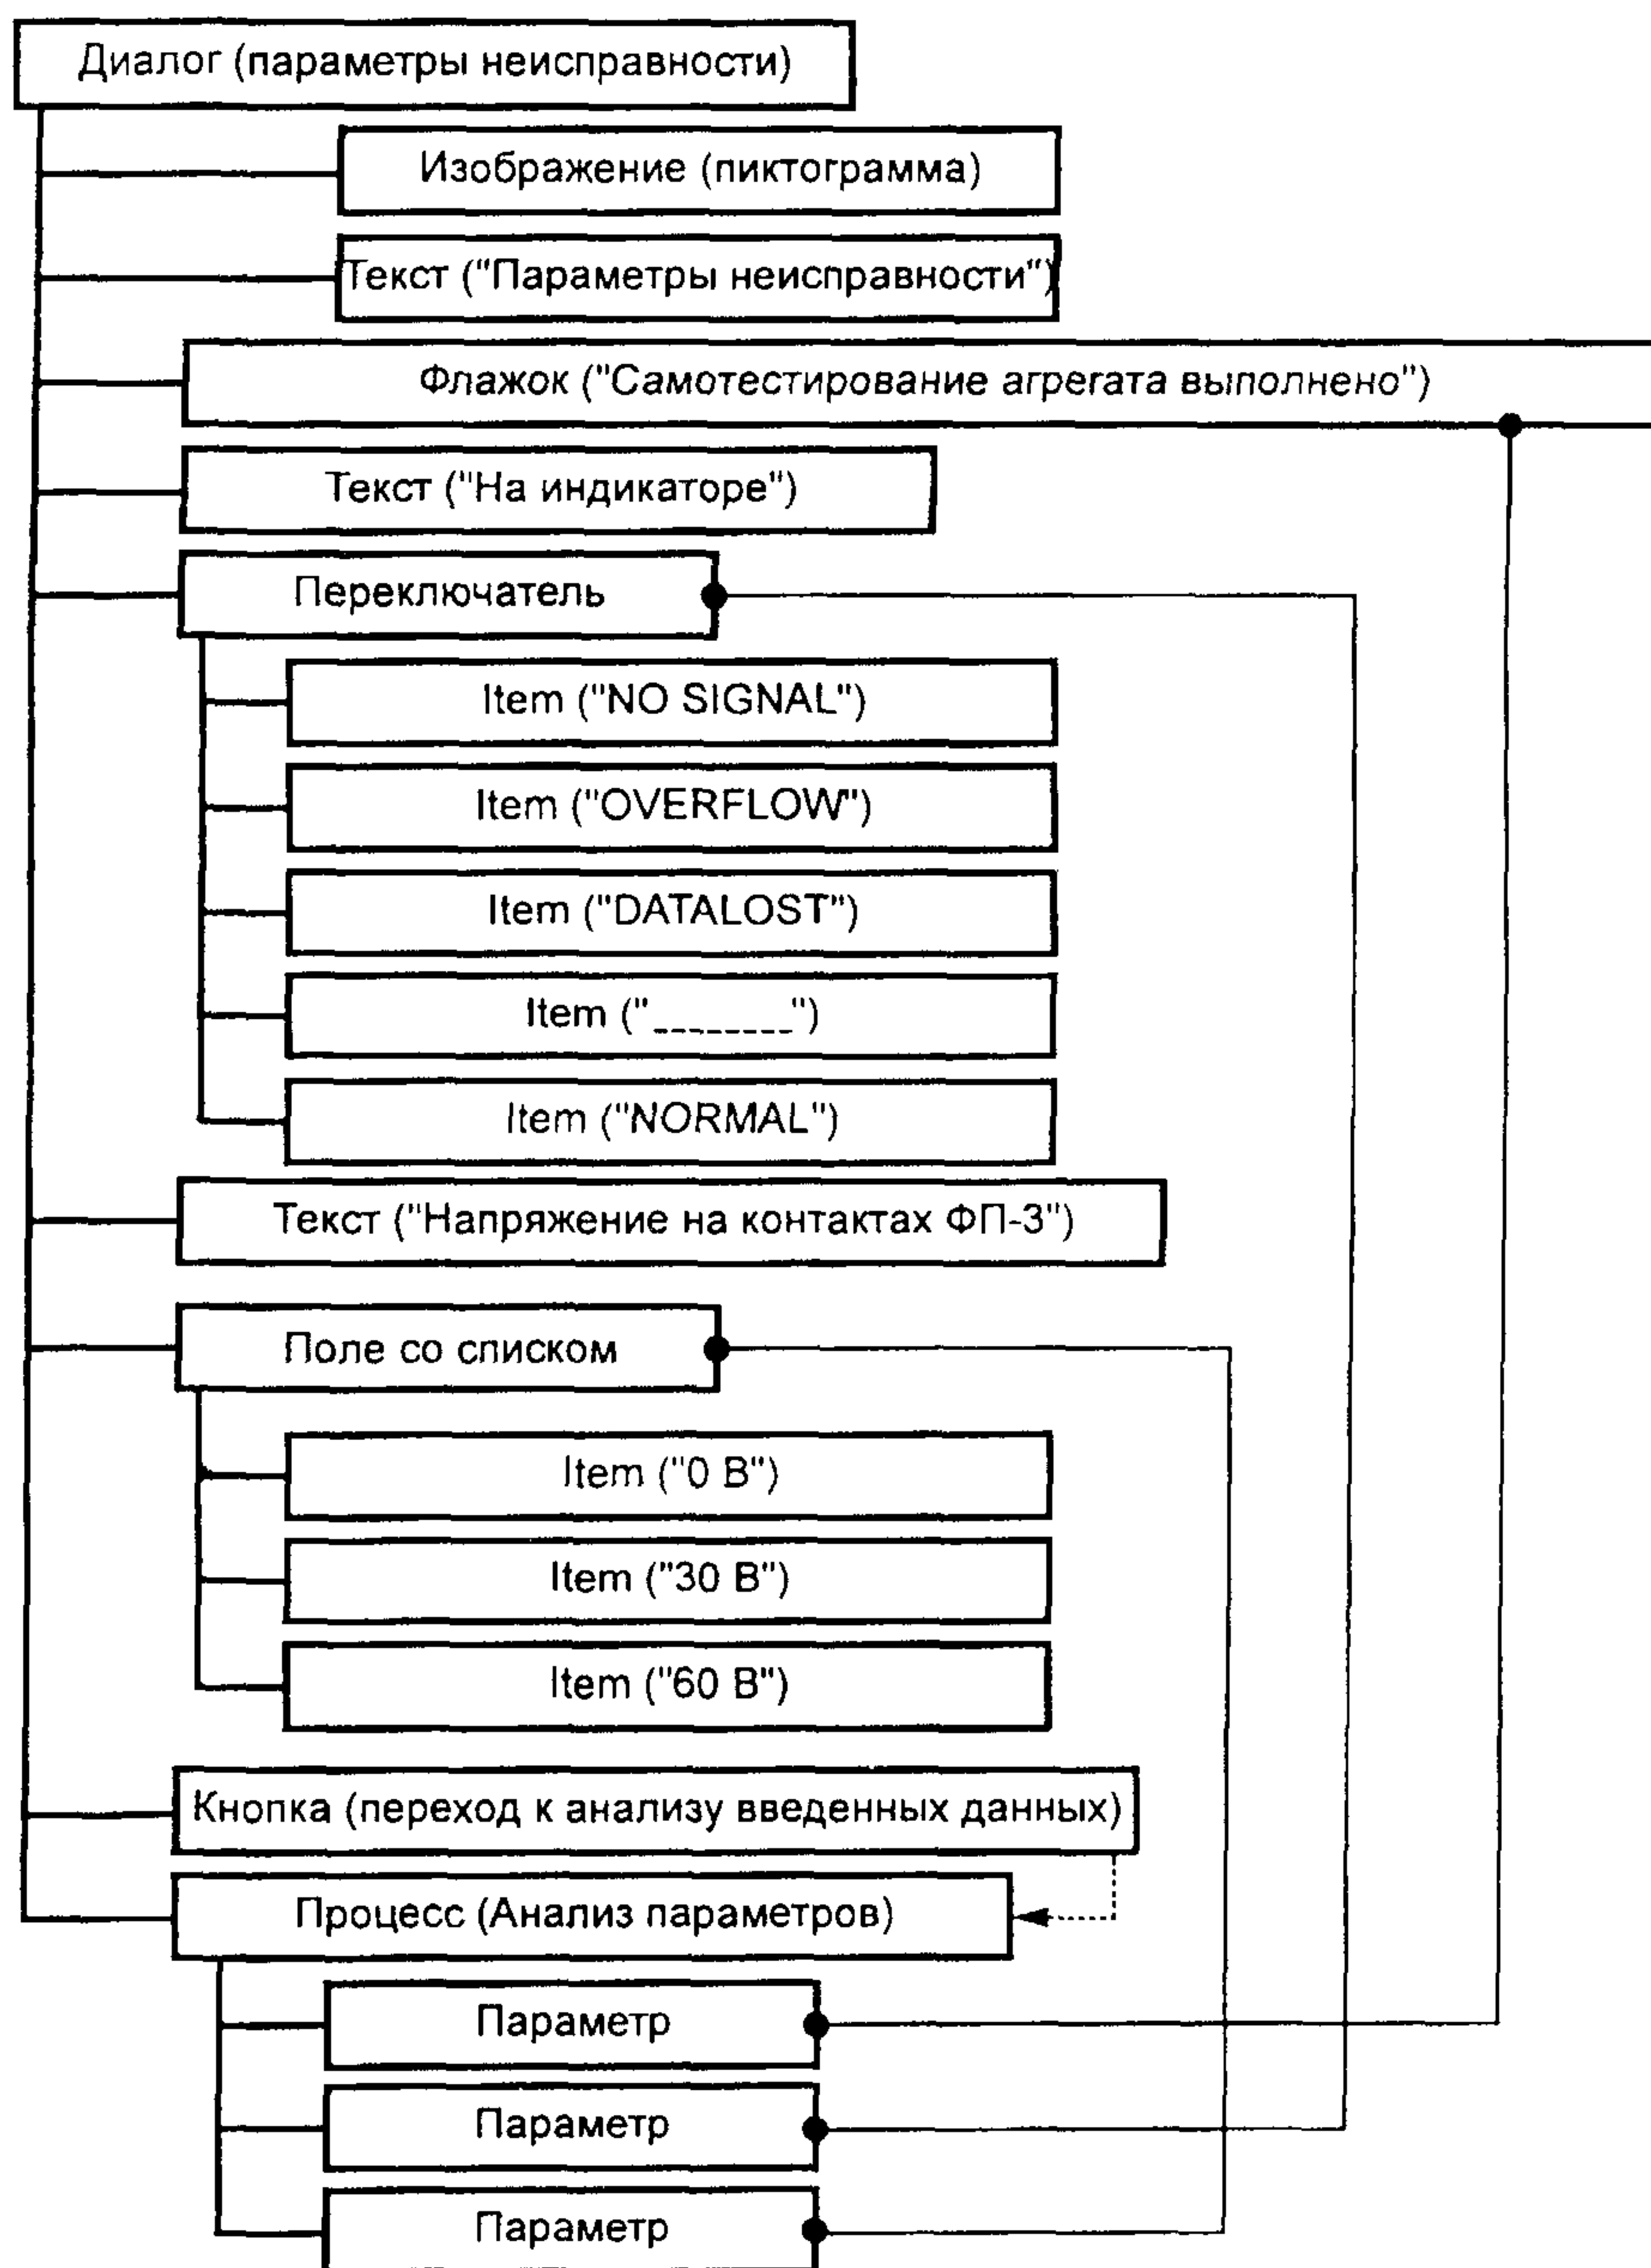 Диалог (параметры неисправности)
Изображение (пиктограмма)
Текст ("Параметры неисправности")
Флажок ("Самотестирование агрегата выполнено")
Текст ("На индикаторе")
Переключатель
Item ("NO SIGNAL")
Item ("OVERFLOW")
Item ("DATALOST")
Item ("________")
Item ("NORMAL")
Текст ("Напряжение на контактах ФП-3")
Поле со списком
Item ("0 В")
Item ("30 В")
Item ("60 В")
Кнопка (переход к анализу введенных данных)
Процесс (Анализ параметров)
Параметр
Параметр
Параметр